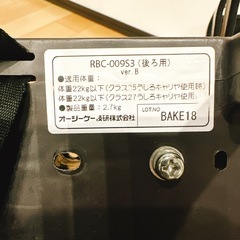 RBC-009S3 (後ろ用)
ver.B
●適用体重:
体重22kg以下(クラス25うしろキャリヤ使用時)
体重22kg以下(クラス27うしろキャリヤ使用時)
●製品重量:2.7kg
オージーケー技研株式会社
LOT.NO
BAKE18